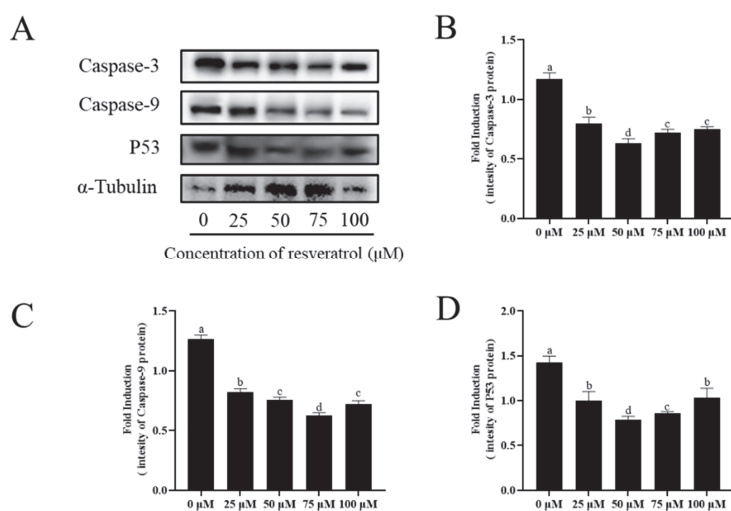 A
Caspase-3
Caspase-9
P53
α-Tubulin
0 25 50 75 100
Concentration of resveratrol (μM)
B
Fold Induction
( intesity of Caspase-3 protein)
1.5
1.0
0.5
0.0
a
b
d
c
c
0 μM 25 μM 50 μM 75 μM 100 μM
C
Fold Induction
( intesity of Caspase-9 protein)
1.5
1.0
0.5
0.0
a
b
c
d
c
0 μM 25 μM 50 μM 75 μM 100 μM
D
Fold Induction
( intesity of P53 protein)
2.0
1.5
1.0
0.5
0.0
a
b
d
c
b
0 μM 25 μM 50 μM 75 μM 100 μM